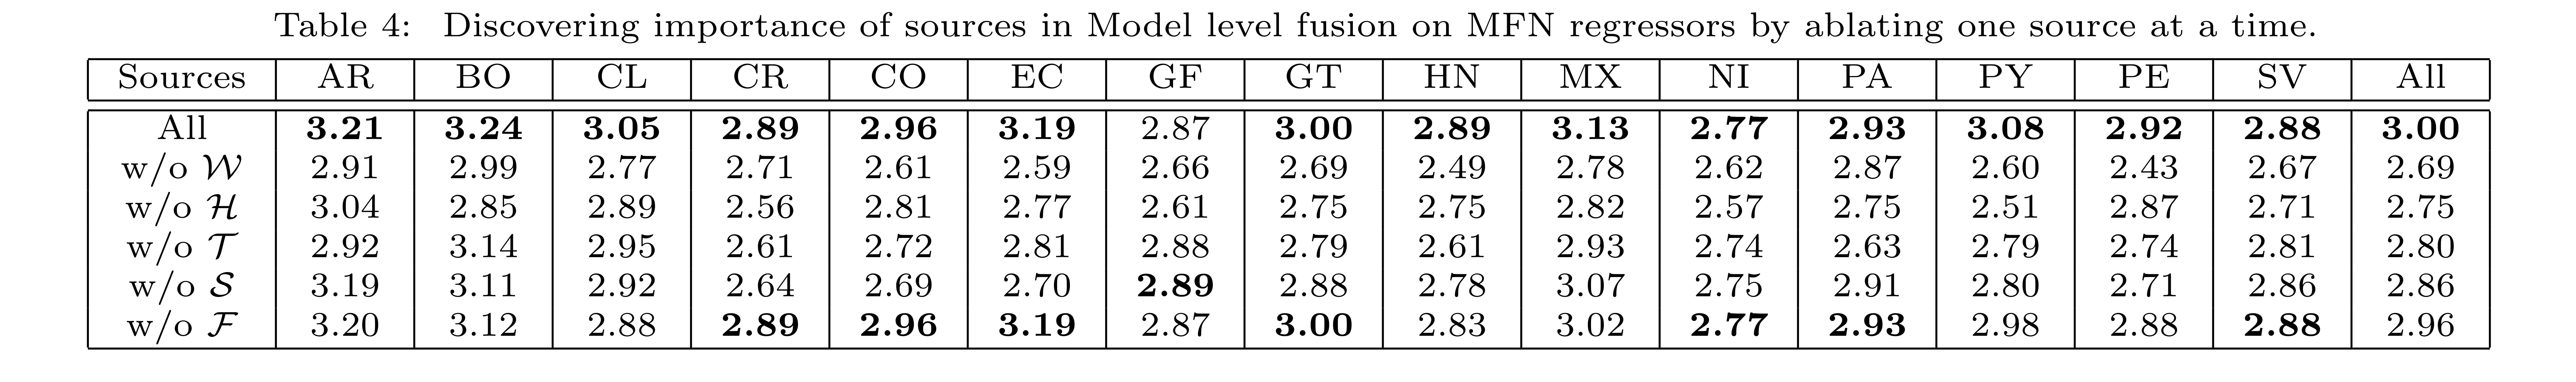 Table 4: Discovering importance of sources in Model level fusion on MFN regressors by ablating one source at a time.
Sources AR BO CL CR CO EC GF GT HN MX NI PA PY PE SV All
All 3.21 3.24 3.05 2.89 2.96 3.19 2.87 3.00 2.89 3.13 2.77 2.93 3.08 2.92 2.88 3.00
w/o 𝒲 2.91 2.99 2.77 2.71 2.61 2.59 2.66 2.69 2.49 2.78 2.62 2.87 2.60 2.43 2.67 2.69
w/o ℋ 3.04 2.85 2.89 2.56 2.81 2.77 2.61 2.75 2.75 2.82 2.57 2.75 2.51 2.87 2.71 2.75
w/o 𝒯 2.92 3.14 2.95 2.61 2.72 2.81 2.88 2.79 2.61 2.93 2.74 2.63 2.79 2.74 2.81 2.80
w/o 𝒮 3.19 3.11 2.92 2.64 2.69 2.70 2.89 2.88 2.78 3.07 2.75 2.91 2.80 2.71 2.86 2.86
w/o ℱ 3.20 3.12 2.88 2.89 2.96 3.19 2.87 3.00 2.83 3.02 2.77 2.93 2.98 2.88 2.88 2.96